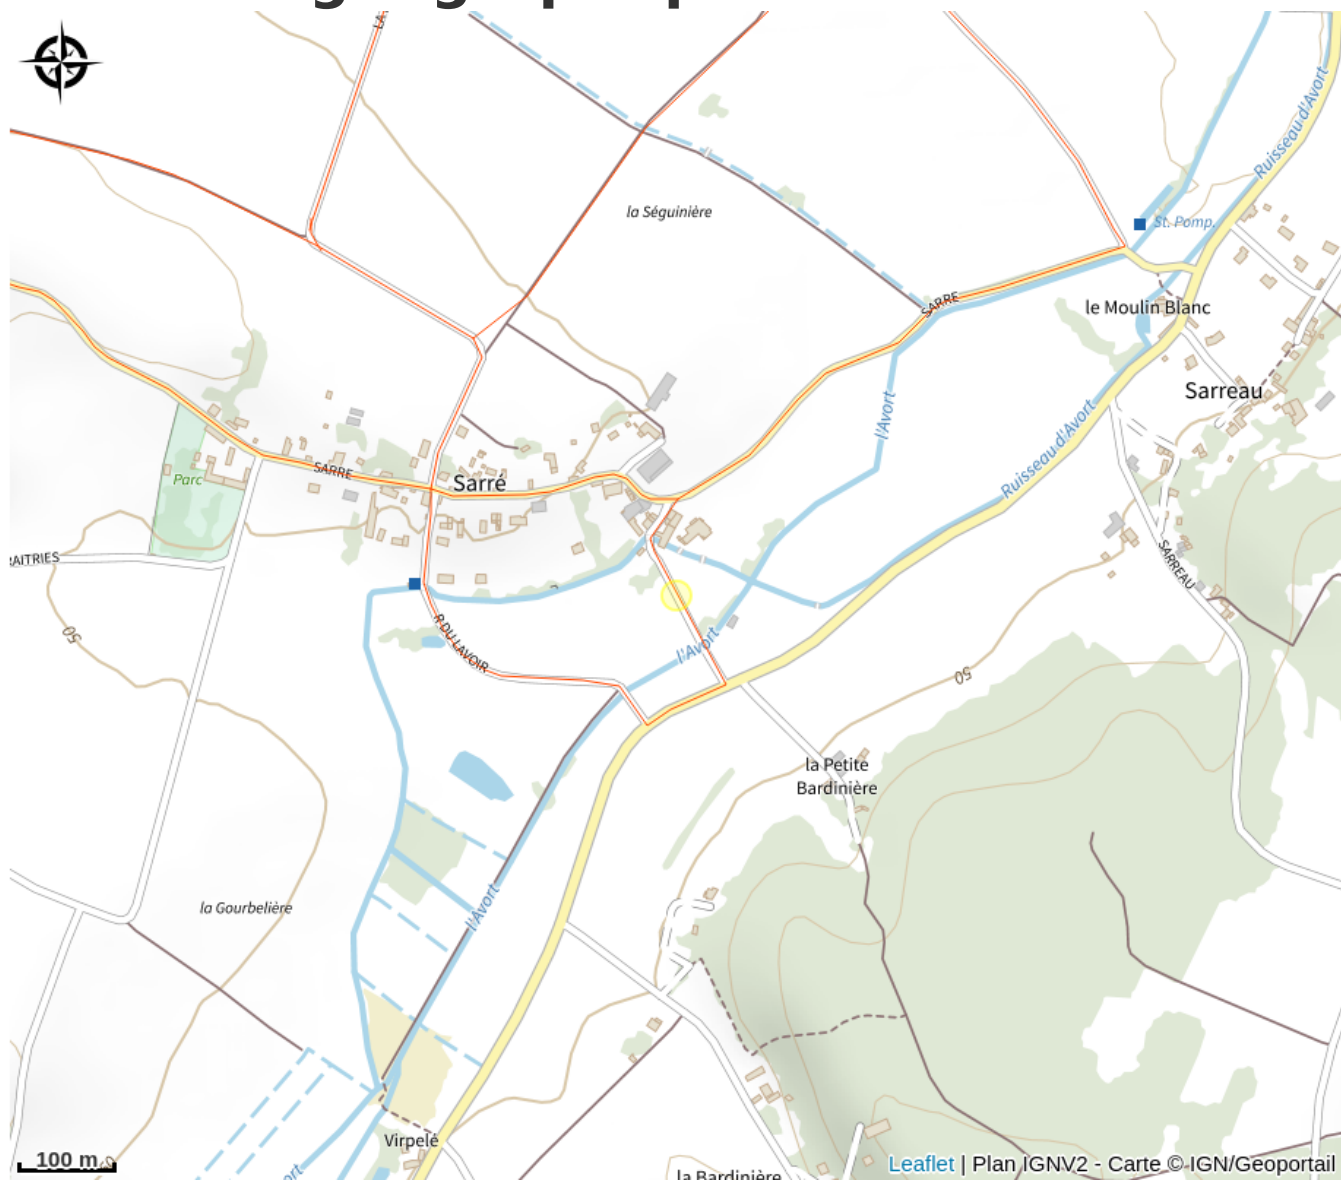 Ruisseau d'Avort
la Séguinière
St. Pomp.
SARRE
le Moulin Blanc
Sarreau
l'Avort
Ruisseau d'Avort
SARRE
Sarré
Parc
RAITRIES
SARREAU
50
R DU LAVOIR
l'Avort
50
la Petite
Bardinière
l'Avort
la Gourbelière
Virpelé
100 m
la Bardinière
Leaflet | Plan IGNV2 - Carte © IGN/Geoportail